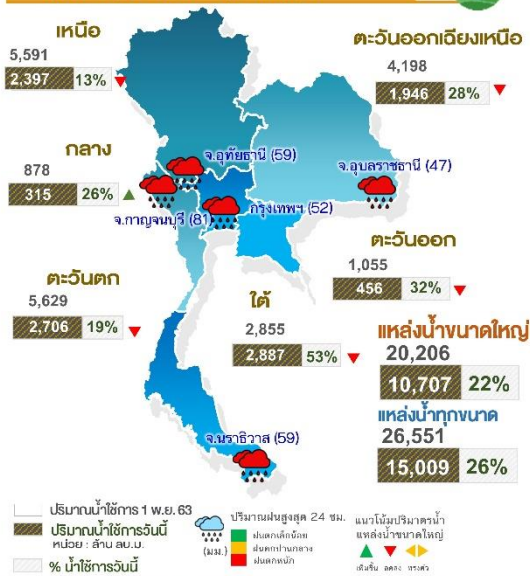 เหนือ
5,591
2,397 13%
ตะวันออกเฉียงเหนือ
4,198
1,946 28%
กลาง
878
315 26%
จ.อุทัยธานี (59)
จ.อุบลราชธานี (47)
จ.กาญจนบุรี (81)
กรุงเทพฯ (52)
ตะวันออก
1,055
456 32%
ตะวันตก
5,629
2,706 19%
ใต้
2,855
2,887 53%
แหล่งน้ำขนาดใหญ่
20,206
10,707 22%
แหล่งน้ำทุกขนาด
26,551
15,009 26%
จ.นราธิวาส (59)
ปริมาณน้ำใช้การ 1 พ.ย. 63
ปริมาณน้ำใช้การวันนี้
หน่วย : ล้าน ลบ.ม.
% น้ำใช้การวันนี้
ปริมาณฝนสูงสุด 24 ชม.
(มม.)
ฝนตกเล็กน้อย
ฝนตกปานกลาง
ฝนตกหนัก
แนวโน้มปริมาตรน้ำ
แหล่งน้ำขนาดใหญ่
เพิ่มขึ้น ลดลง ทรงตัว